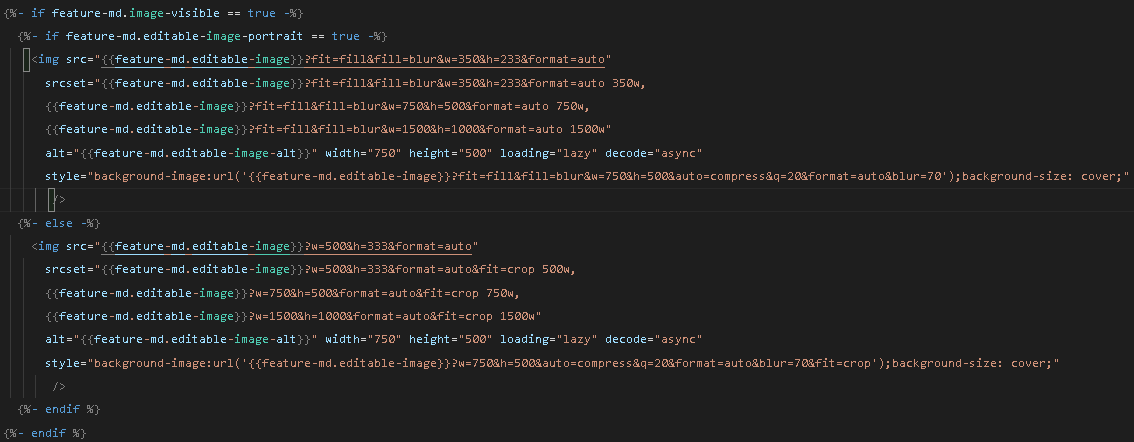 {%- if feature-md.image-visible == true -%}
{%- if feature-md.editable-image-portrait == true -%}
<img src="{{feature-md.editable-image}}?fit=fill&fill=blur&w=350&h=233&format=auto"
srcset="{{feature-md.editable-image}}?fit=fill&fill=blur&w=350&h=233&format=auto 350w,
{{feature-md.editable-image}}?fit=fill&fill=blur&w=750&h=500&format=auto 750w,
{{feature-md.editable-image}}?fit=fill&fill=blur&w=1500&h=1000&format=auto 1500w"
alt="{{feature-md.editable-image-alt}}" width="750" height="500" loading="lazy" decode="async"
style="background-image:url('{{feature-md.editable-image}}?fit=fill&fill=blur&w=750&h=500&auto=compress&q=20&format=auto&blur=70');background-size: cover;"
/>
{%- else -%}
<img src="{{feature-md.editable-image}}?w=500&h=333&format=auto"
srcset="{{feature-md.editable-image}}?w=500&h=333&format=auto&fit=crop 500w,
{{feature-md.editable-image}}?w=750&h=500&format=auto&fit=crop 750w,
{{feature-md.editable-image}}?w=1500&h=1000&format=auto&fit=crop 1500w"
alt="{{feature-md.editable-image-alt}}" width="750" height="500" loading="lazy" decode="async"
style="background-image:url('{{feature-md.editable-image}}?w=750&h=500&auto=compress&q=20&format=auto&blur=70&fit=crop');background-size: cover;"
/>
{%- endif %}
{%- endif %}